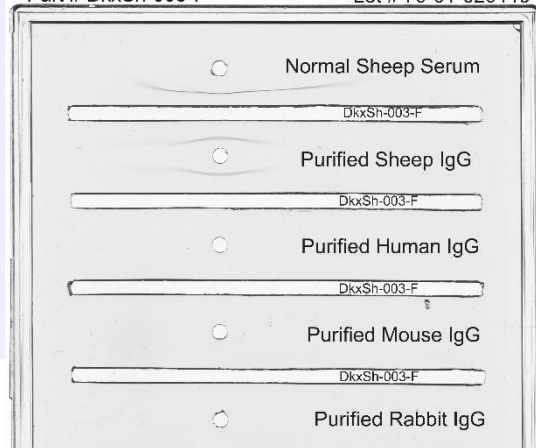 Normal Sheep Serum
DkxSh-003-F
Purified Sheep IgG
DkxSh-003-F
Purified Human IgG
DkxSh-003-F
Purified Mouse IgG
DkxSh-003-F
Purified Rabbit IgG